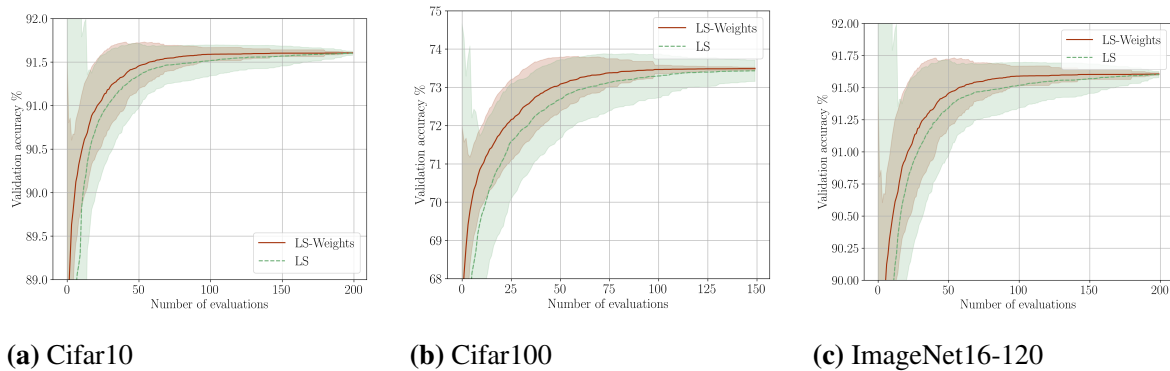 92.0
91.5
91.0
90.5
90.0
89.5
89.0
Validation accuracy %
0
50
100
150
200
Number of evaluations
LS-Weights
LS
75
74
73
72
71
70
69
68
Validation accuracy %
0
25
50
75
100
125
150
Number of evaluations
LS-Weights
LS
92.00
91.75
91.50
91.25
91.00
90.75
90.50
90.25
90.00
Validation accuracy %
0
50
100
150
200
Number of evaluations
LS-Weights
LS
(a) Cifar10
(b) Cifar100
(c) ImageNet16-120